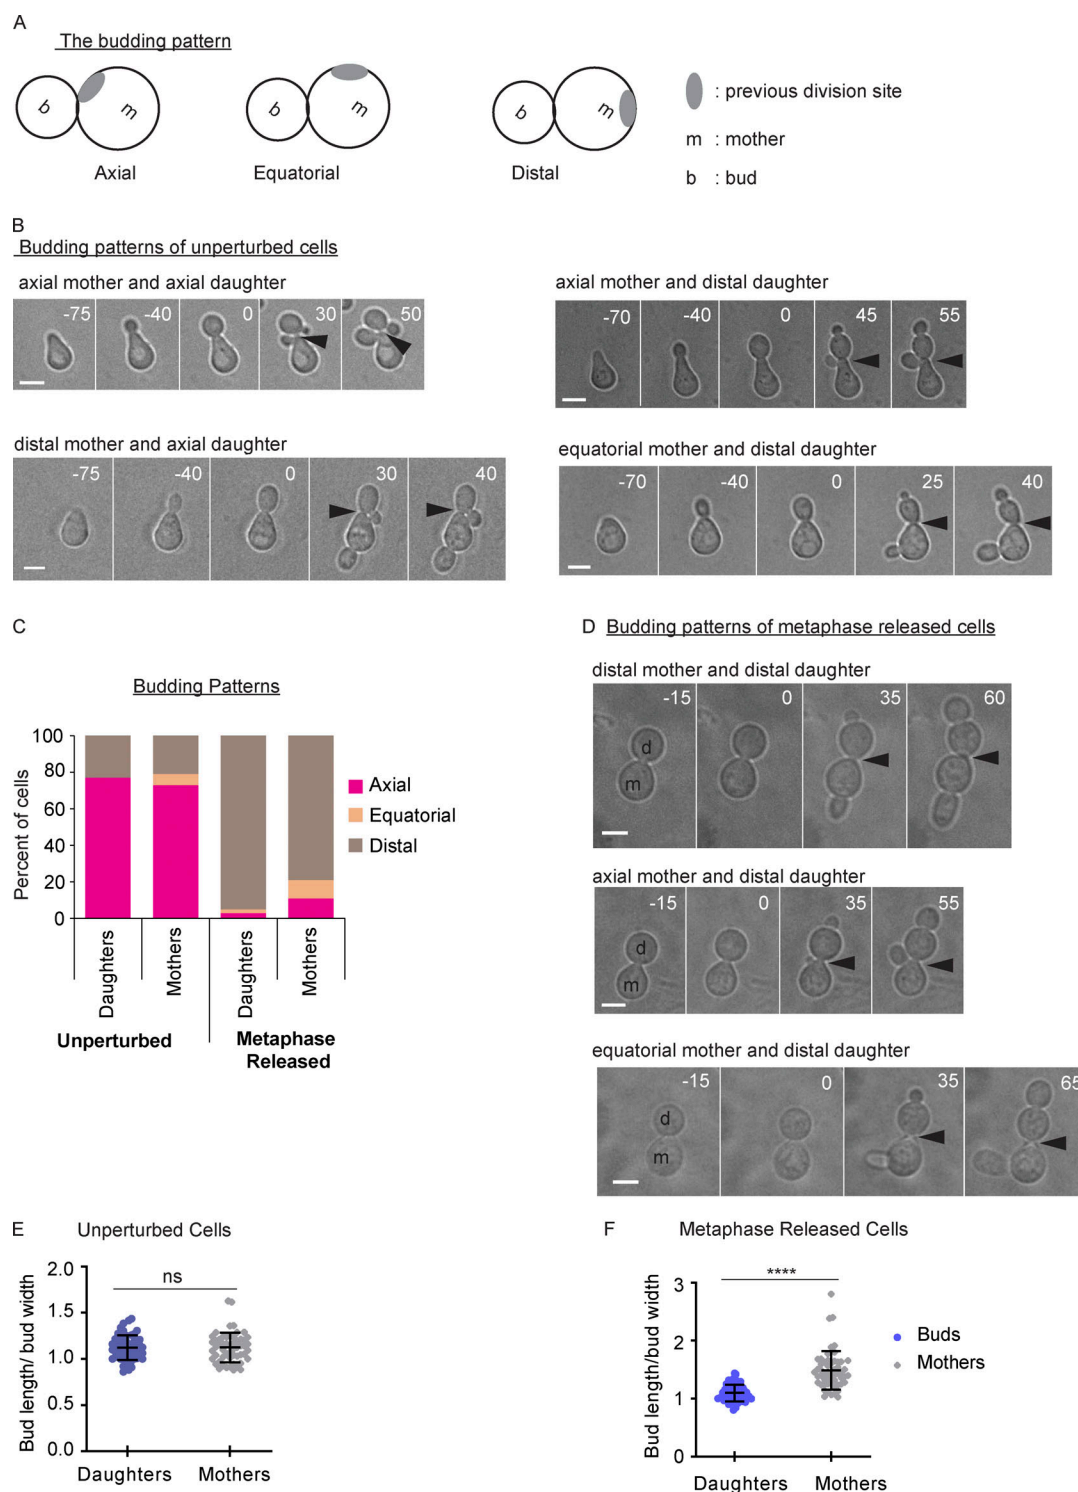 A
The budding pattern
b
m
b
m
b
m
Axial
Equatorial
Distal
: previous division site
m : mother
b : bud
B
Budding patterns of unperturbed cells
axial mother and axial daughter
-75 -40 0 30 50
axial mother and distal daughter
-70 -40 0 45 55
distal mother and axial daughter
-75 -40 0 30 40
equatorial mother and distal daughter
-70 -40 0 25 40
C
Budding Patterns
Percent of cells
100
80
60
40
20
0
Daughters
Mothers
Daughters
Mothers
Unperturbed
Metaphase
Released
Axial
Equatorial
Distal
D Budding patterns of metaphase released cells
distal mother and distal daughter
-15 0 35 60
d
m
axial mother and distal daughter
-15 0 35 55
d
m
equatorial mother and distal daughter
-15 0 35 65
d
m
E Unperturbed Cells
Bud length/ bud width
2.0
1.5
1.0
0.5
0.0
ns
Daughters Mothers
F Metaphase Released Cells
Bud length/bud width
3
2
1
0
****
Daughters Mothers
Buds
Mothers